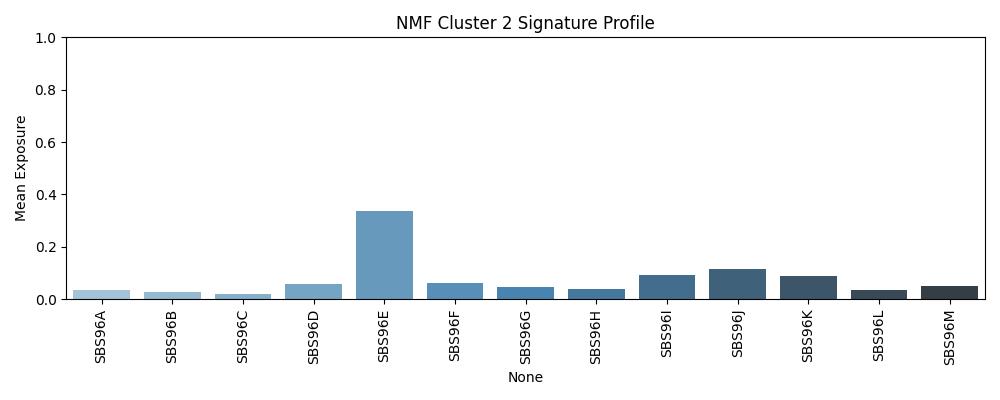 NMF Cluster 2 Signature Profile
Mean Exposure
1.0
0.8
0.6
0.4
0.2
0.0
SBS96A
SBS96B
SBS96C
SBS96D
SBS96E
SBS96F
SBS96G
SBS96H
SBS96I
SBS96J
SBS96K
SBS96L
SBS96M
None